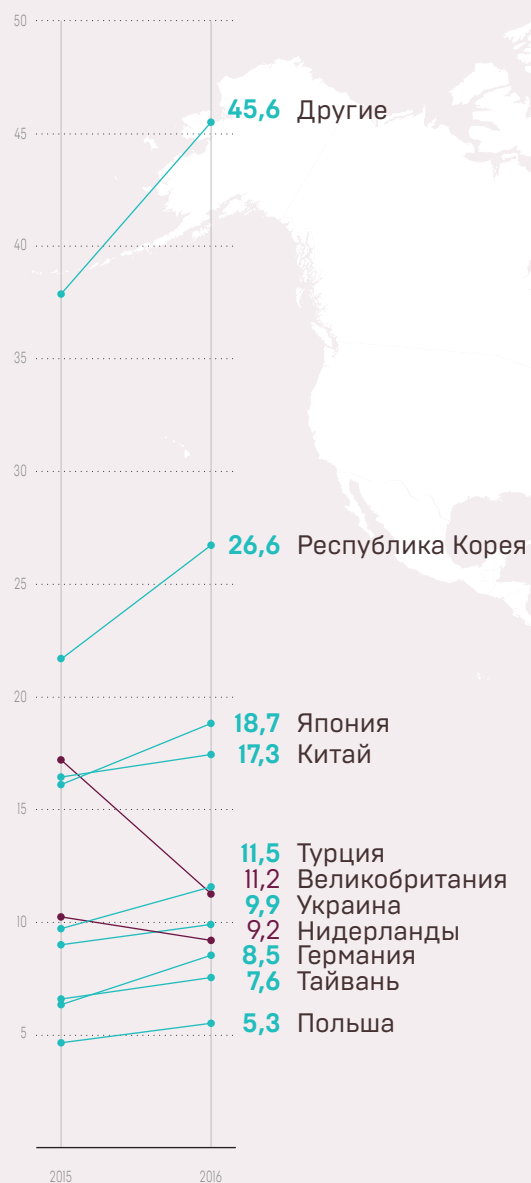 50
45,6 Другие
45
40
35
30
26,6 Республика Корея
25
20
18,7 Япония
17,3 Китай
15
11,5 Турция
11,2 Великобритания
9,9 Украина
10
9,2 Нидерланды
8,5 Германия
7,6 Тайвань
5,3 Польша
5
2015 2016